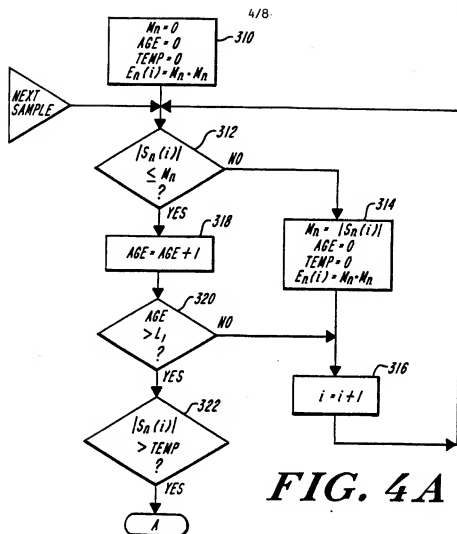 4/8
Mn=0
AGE=0
TEMP=0
En(i)=Mn•Mn
310
NEXT
SAMPLE
|Sn(i)|
≤ Mn
?
312
NO
YES
Mn = |Sn(i)|
AGE=0
TEMP=0
En(i)=Mn•Mn
314
318
AGE=AGE+1
320
AGE
>L1
?
NO
YES
316
i=i+1
322
|Sn(i)|
>TEMP
?
YES
A
FIG. 4A